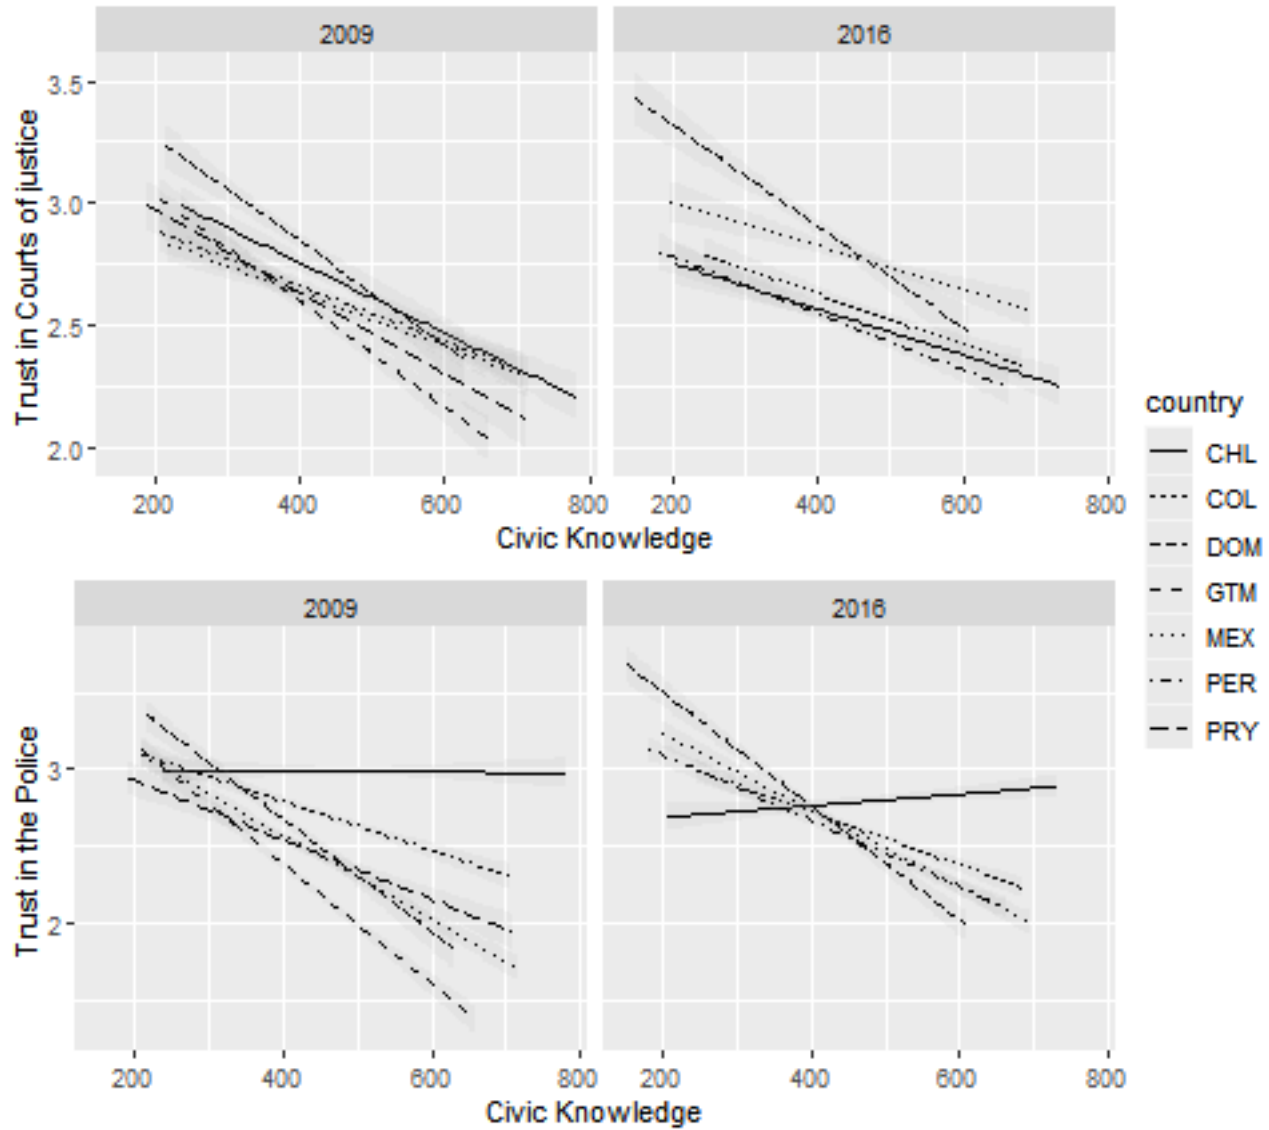 2009 2016
3.5
3.0
2.5
2.0
Trust in Courts of justice
200 400 600 800 200 400 600 800
Civic Knowledge
2009 2016
3
2
Trust in the Police
200 400 600 800 200 400 600 800
Civic Knowledge
country
CHL
COL
DOM
GTM
MEX
PER
PRY